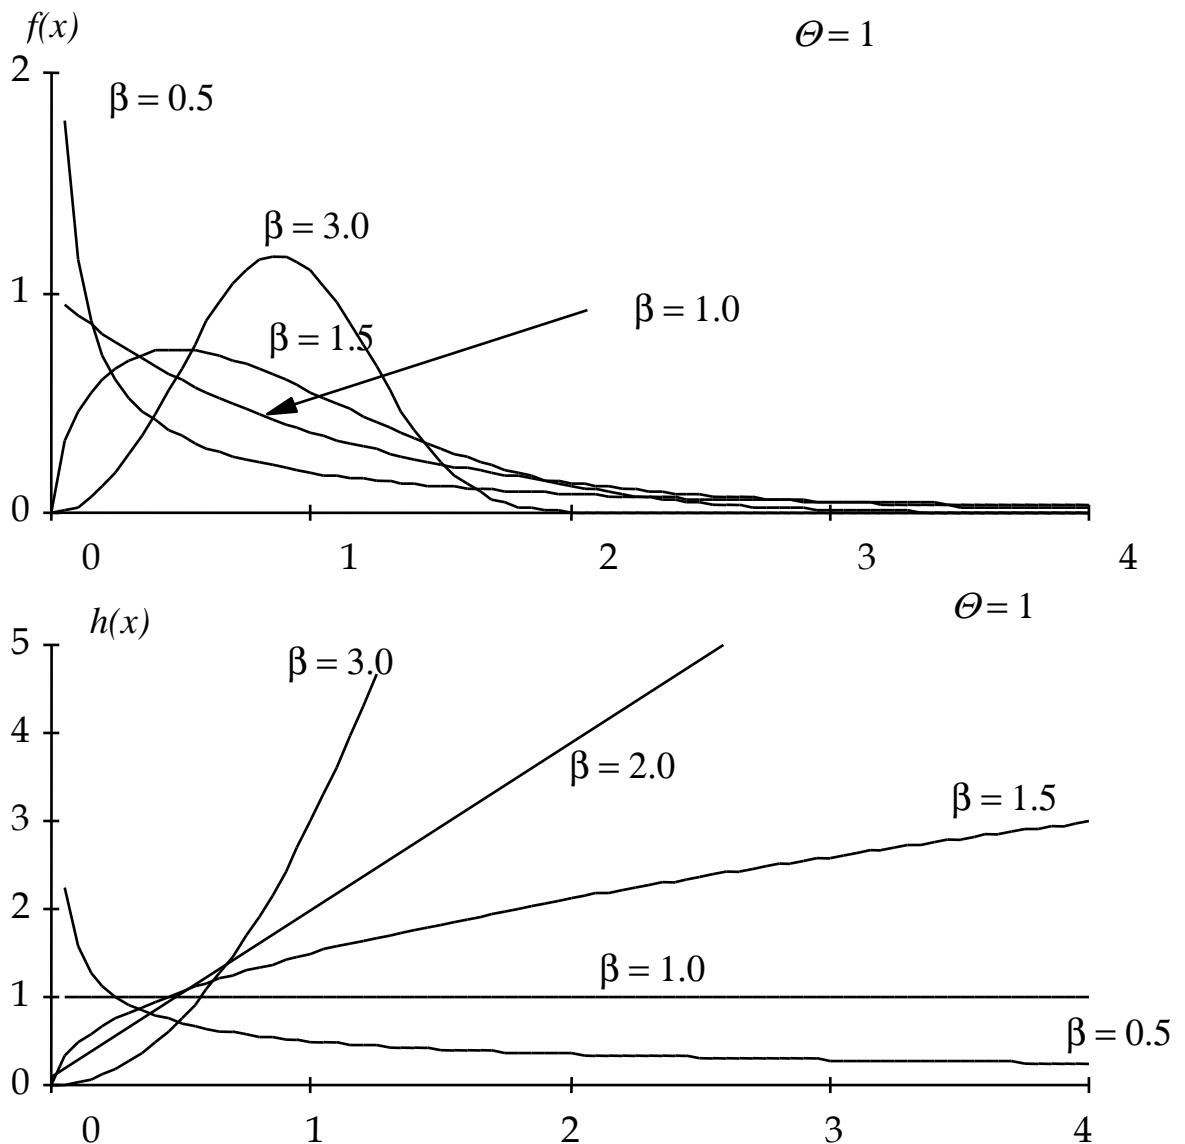 f(x)
Θ = 1
2
β = 0.5
β = 3.0
1
β = 1.0
β = 1.5
0
0 1 2 3 4
Θ = 1
h(x)
5
β = 3.0
4
β = 2.0
β = 1.5
3
2
β = 1.0
1
β = 0.5
0
0 1 2 3 4